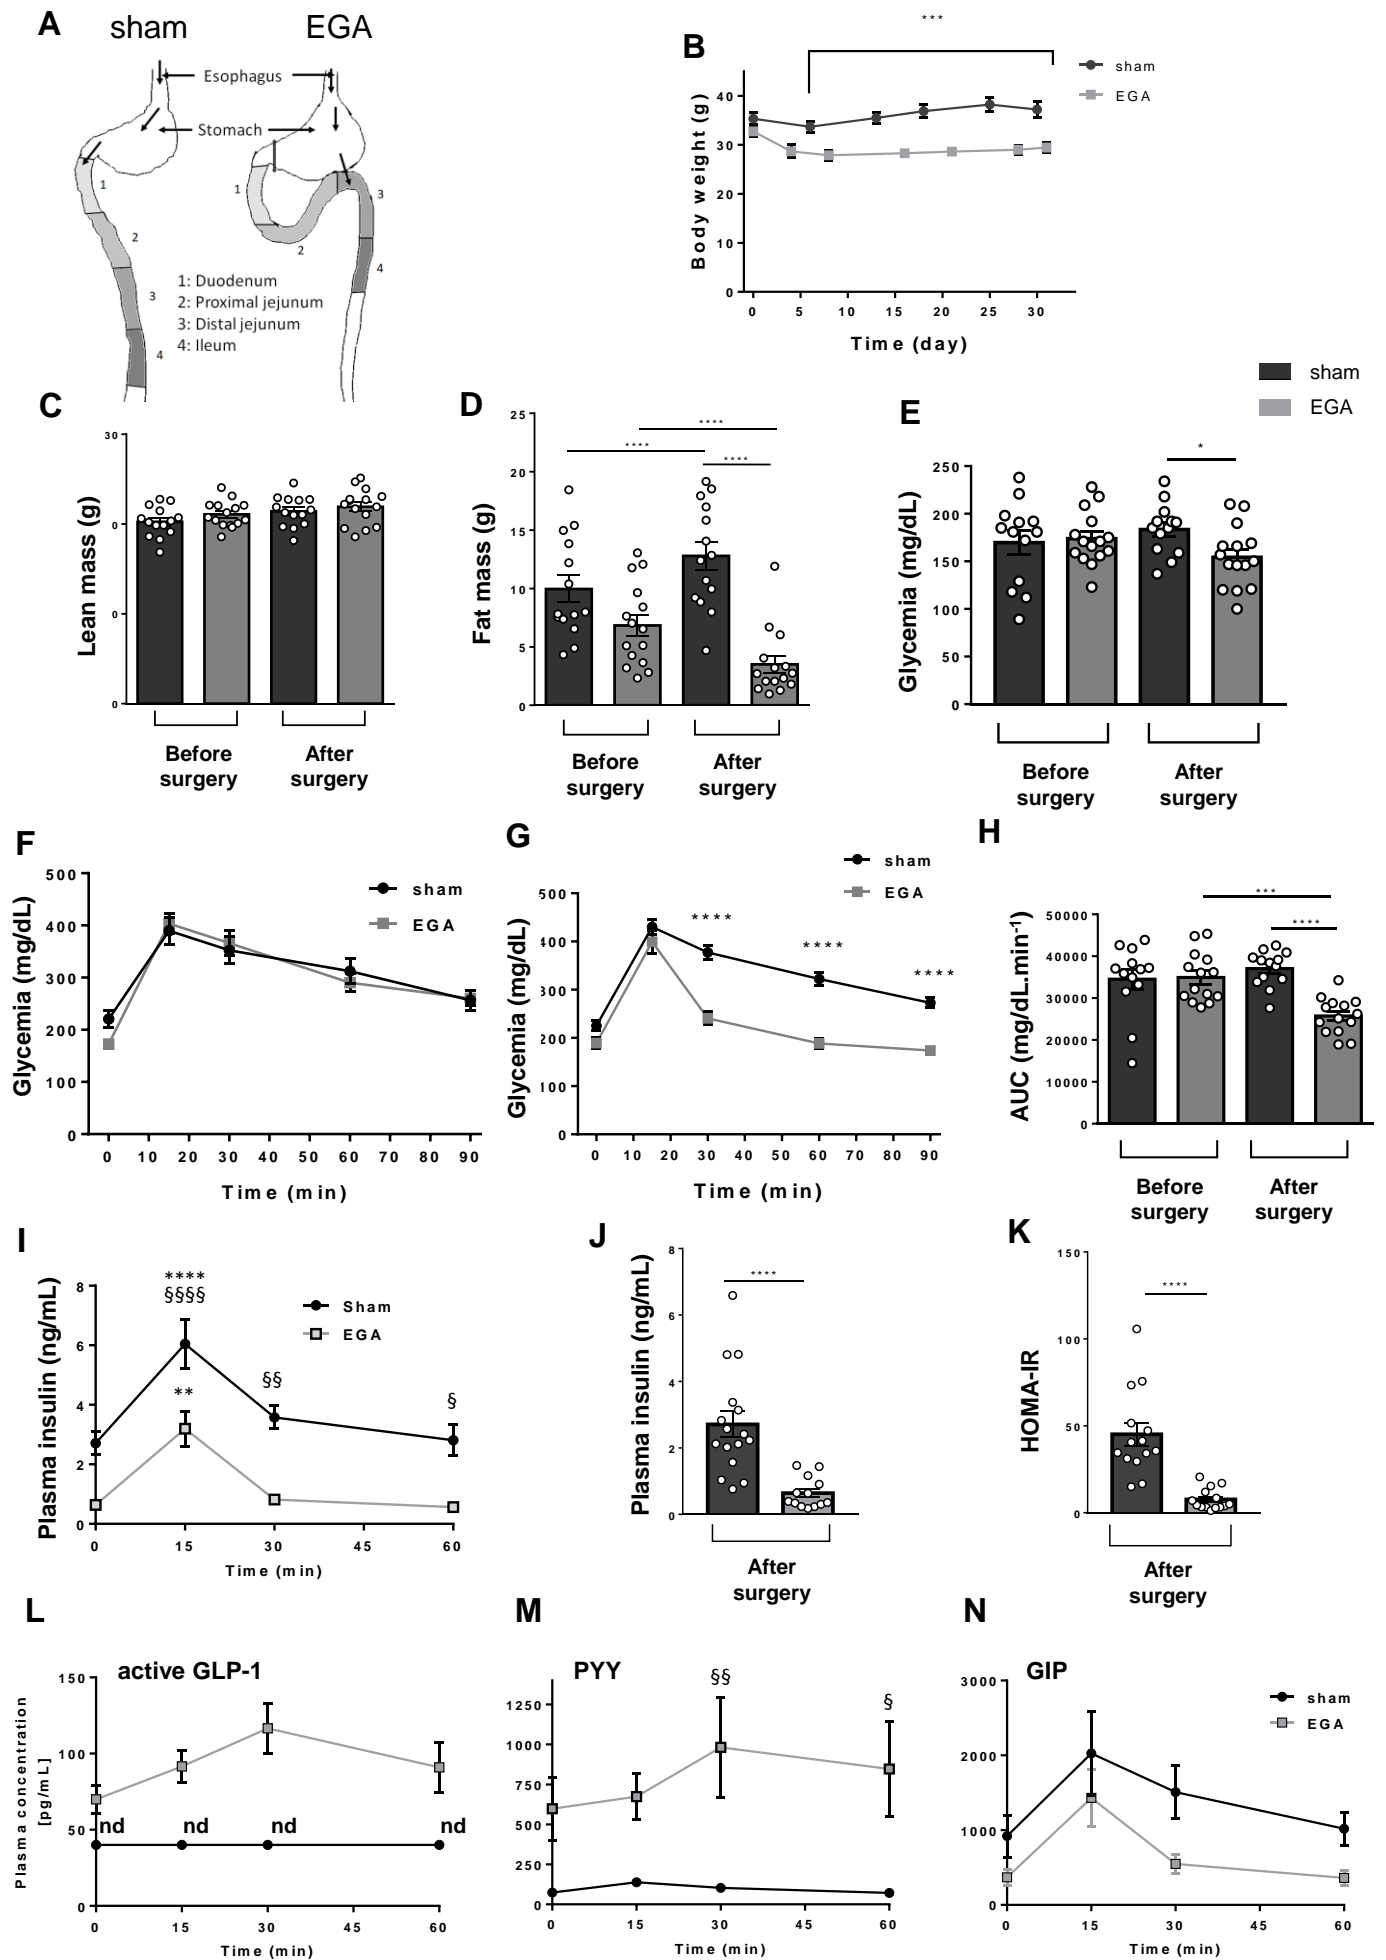 A
sham
EGA
Esophagus
Stomach
1
2
3
4
1
2
3
4
1: Duodenum
2: Proximal jejunum
3: Distal jejunum
4: Ileum
B
***
sham
EGA
Body weight (g)
40
30
20
10
0
0 5 10 15 20 25 30
Time (day)
sham
EGA
C
Lean mass (g)
30
0
0
0
Before
surgery
After
surgery
D
Fat mass (g)
25
20
15
10
5
0
****
****
****
Before
surgery
After
surgery
E
Glycemia (mg/dL)
250
200
150
100
50
0
*
Before
surgery
After
surgery
F
Glycemia (mg/dL)
500
400
300
200
100
0
sham
EGA
0 10 20 30 40 50 60 70 80 90
Time (min)
G
Glycemia (mg/dL)
500
400
300
200
100
0
sham
EGA
****
****
****
0 10 20 30 40 50 60 70 80 90
Time (min)
H
AUC (mg/dL.min⁻¹)
50000
40000
30000
20000
10000
0
***
****
Before
surgery
After
surgery
I
Plasma insulin (ng/mL)
8
6
4
2
0
****
§§§§
**
§§
§
Sham
EGA
0 15 30 45 60
Time (min)
J
Plasma insulin (ng/mL)
8
6
4
2
0
****
After
surgery
K
HOMA-IR
150
100
50
0
****
After
surgery
L
active GLP-1
Plasma concentration
[pg/mL]
150
100
50
0
nd nd nd nd
0 15 30 45 60
Time (min)
M
PYY
1250
1000
750
500
250
0
§§
§
0 15 30 45 60
Time (min)
N
GIP
3000
2000
1000
0
sham
EGA
0 15 30 45 60
Time (min)